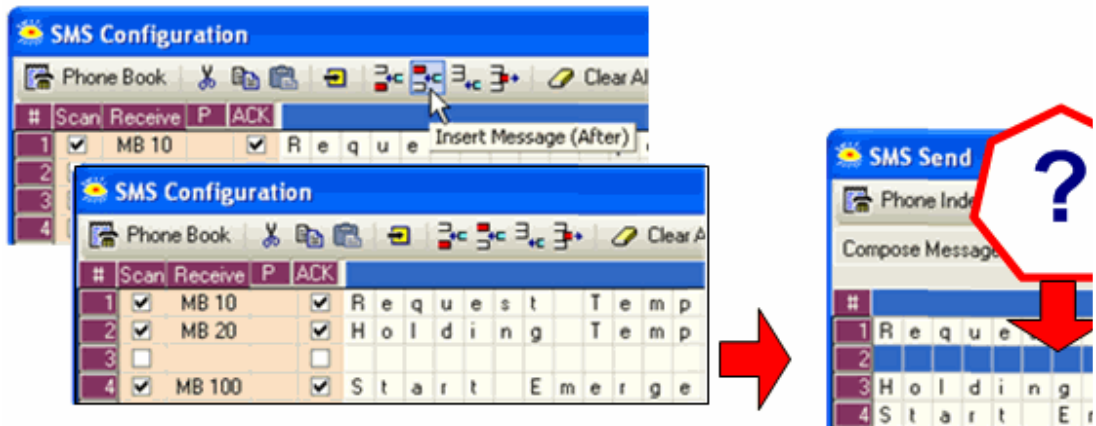 SMS Configuration
Phone Book Clear Al
# Scan Receive P ACK
1 MB 10 R e q u e
Insert Message (After)
2
3
4
SMS Configuration
Phone Book Clear A
# Scan Receive P ACK
1 MB 10 R e q u e s t T e m p
2 MB 20 H o l d i n g T e m p
3
4 MB 100 S t a r t E m e r g e
?
SMS Send
Phone Inde
Compose Message
#
1 R e q u e
2
3 H o l d i n g
4 S t a r t E